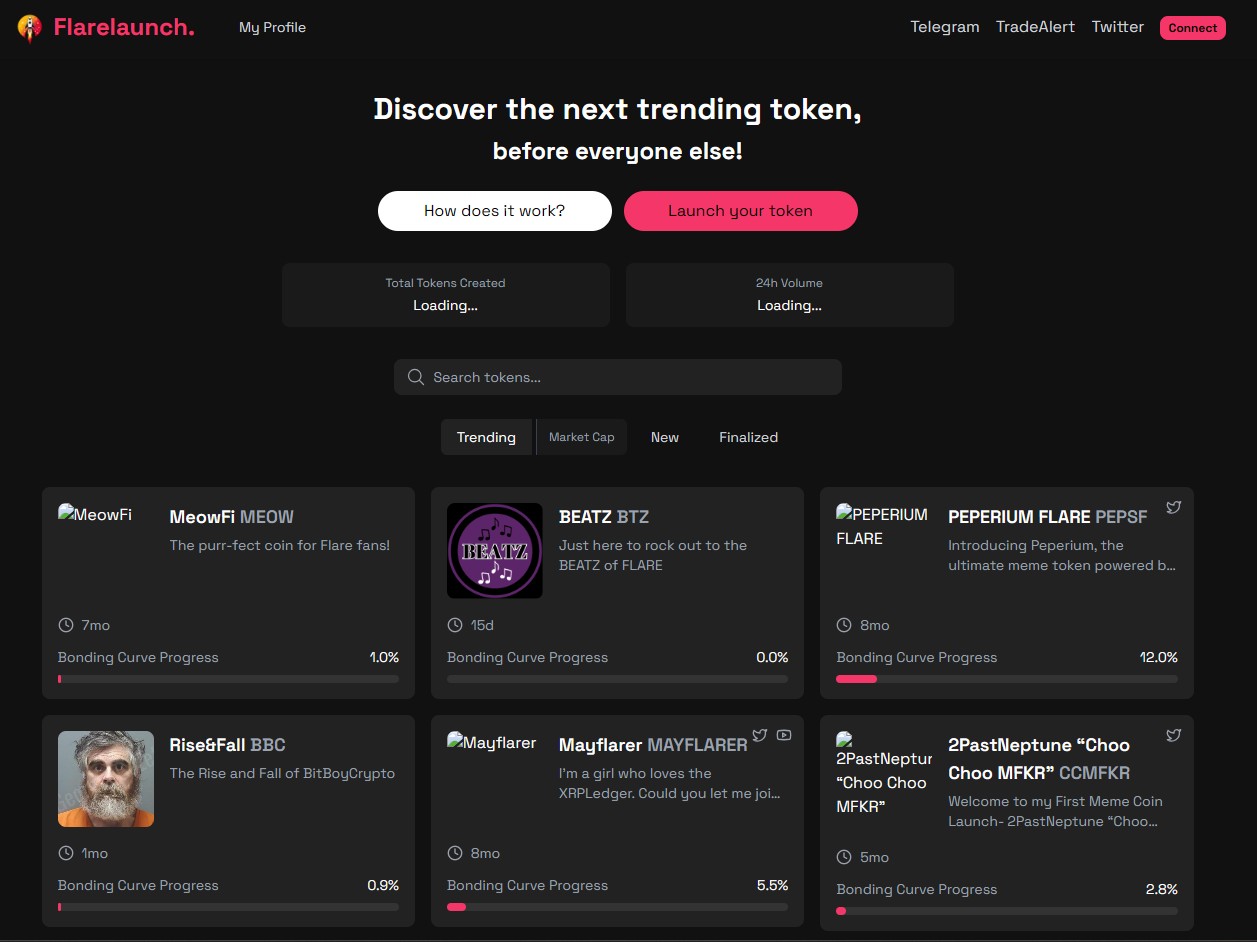 Flarelaunch.
My Profile
Telegram
TradeAlert
Twitter
Connect
Discover the next trending token,
before everyone else!
How does it work?
Launch your token
Total Tokens Created
Loading...
24h Volume
Loading...
Search tokens...
Trending
Market Cap
New
Finalized
MeowFi
MeowFi MEOW
The purr-fect coin for Flare fans!
7mo
Bonding Curve Progress
1.0%
BEATZ
BEATZ BTZ
Just here to rock out to the
BEATZ of FLARE
15d
Bonding Curve Progress
0.0%
PEPERIUM
FLARE
PEPERIUM FLARE PEPSF
Introducing Peperium, the
ultimate meme token powered b...
8mo
Bonding Curve Progress
12.0%
Rise&Fall BBC
The Rise and Fall of BitBoyCrypto
1mo
Bonding Curve Progress
0.9%
Mayflarer
Mayflarer MAYFLARER
I'm a girl who loves the
XRPLedger. Could you let me joi...
8mo
Bonding Curve Progress
5.5%
2PastNeptun
“Choo Choo
MFKR”
2PastNeptune “Choo
Choo MFKR” CCMFKR
Welcome to my First Meme Coin
Launch- 2PastNeptune “Choo...
5mo
Bonding Curve Progress
2.8%